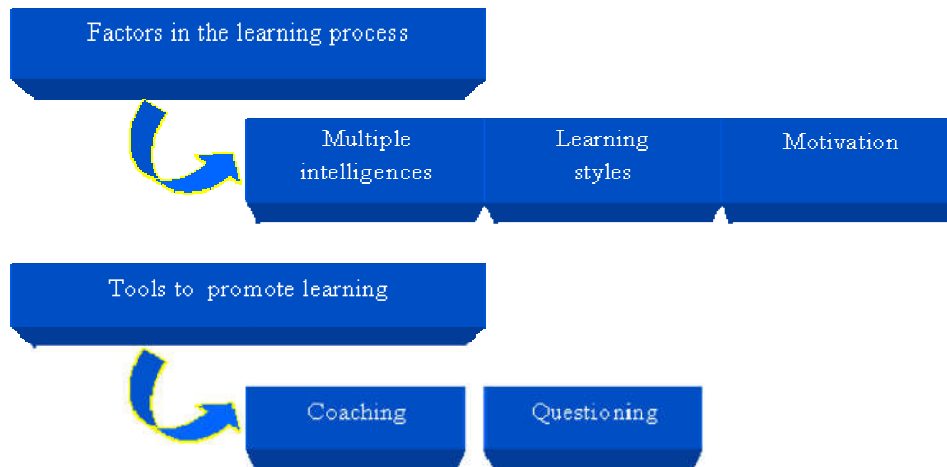 Factors in the learning process
Multiple
intelligences
Learning
styles
Motivation
Tools to promote learning
Coaching
Questioning